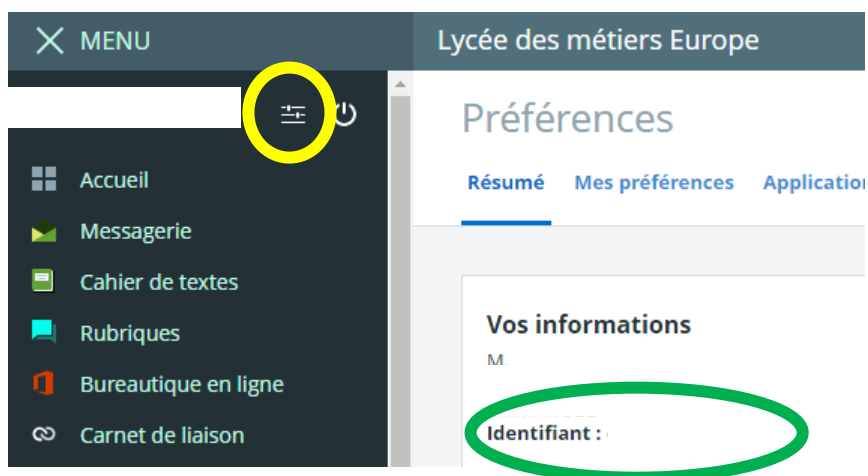 MENU
Accueil
Messagerie
Cahier de textes
Rubriques
Bureautique en ligne
Carnet de liaison
Lycée des métiers Europe
Préférences
Résumé Mes préférences Application
Vos informations
M.
Identifiant :